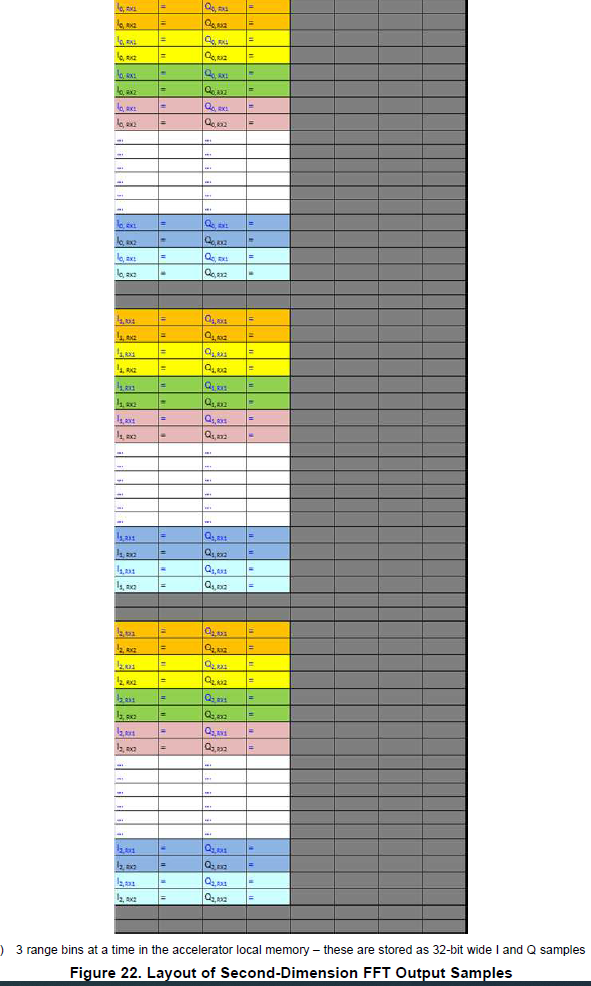 I0, RX1 = Q0, RX1 =
I0, RX2 = Q0, RX2 =
I0, RX1 = Q0, RX1 =
I0, RX2 = Q0, RX2 =
I0, RX1 = Q0, RX1 =
I0, RX2 = Q0, RX2 =
I0, RX1 = Q0, RX1 =
I0, RX2 = Q0, RX2 =
... ...
... ...
... ...
... ...
... ...
... ...
I0, RX1 = Q0, RX1 =
I0, RX2 = Q0, RX2 =
I0, RX1 = Q0, RX1 =
I0, RX2 = Q0, RX2 =
I1, RX1 = Q1, RX1 =
I1, RX2 = Q1, RX2 =
I1, RX1 = Q1, RX1 =
I1, RX2 = Q1, RX2 =
I1, RX1 = Q1, RX1 =
I1, RX2 = Q1, RX2 =
I1, RX1 = Q1, RX1 =
I1, RX2 = Q1, RX2 =
... ...
... ...
... ...
... ...
... ...
... ...
I1, RX1 = Q1, RX1 =
I1, RX2 = Q1, RX2 =
I1, RX1 = Q1, RX1 =
I1, RX2 = Q1, RX2 =
I2, RX1 = Q2, RX1 =
I2, RX2 = Q2, RX2 =
I2, RX1 = Q2, RX1 =
I2, RX2 = Q2, RX2 =
I2, RX1 = Q2, RX1 =
I2, RX2 = Q2, RX2 =
I2, RX1 = Q2, RX1 =
I2, RX2 = Q2, RX2 =
... ...
... ...
... ...
... ...
... ...
... ...
I2, RX1 = Q2, RX1 =
I2, RX2 = Q2, RX2 =
I2, RX1 = Q2, RX1 =
I2, RX2 = Q2, RX2 =
) 3 range bins at a time in the accelerator local memory – these are stored as 32-bit wide I and Q samples
Figure 22. Layout of Second-Dimension FFT Output Samples